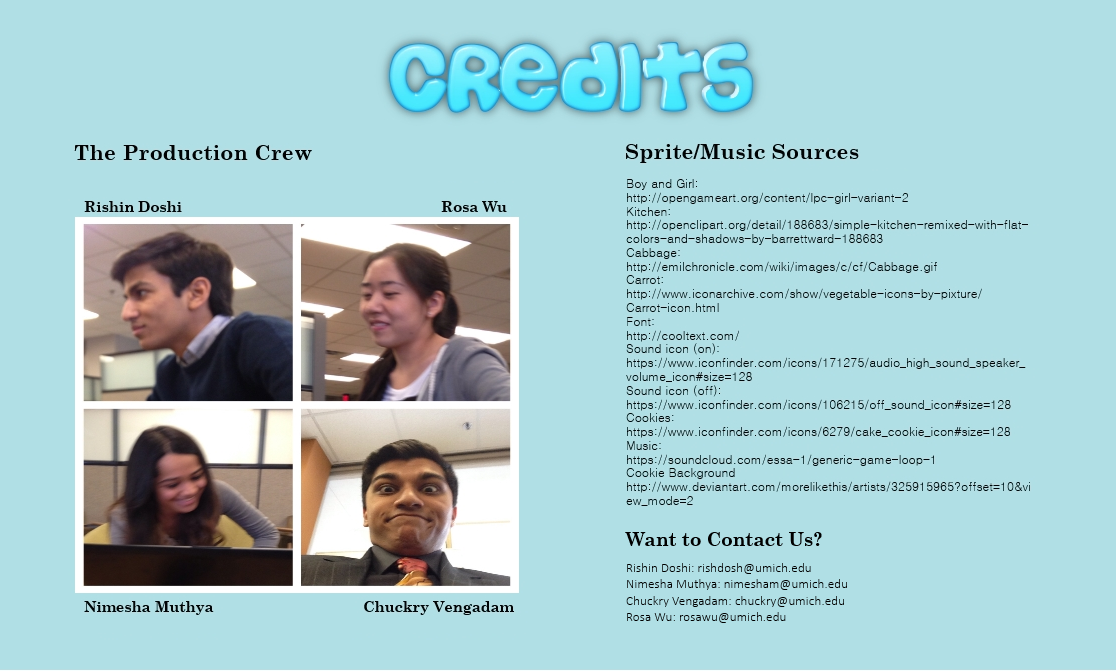 CREDITS
The Production Crew
Rishin Doshi
Rosa Wu
Nimesha Muthya
Chuckry Vengadam
Sprite/Music Sources
Boy and Girl:
http://opengameart.org/content/lpc-girl-variant-2
Kitchen:
http://openclipart.org/detail/188683/simple-kitchen-remixed-with-flat-
colors-and-shadows-by-barrettward-188683
Cabbage:
http://emilchronicle.com/wiki/images/c/cf/Cabbage.gif
Carrot:
http://www.iconarchive.com/show/vegetable-icons-by-pixture/
Carrot-icon.html
Font:
http://cooltext.com/
Sound icon (on):
https://www.iconfinder.com/icons/171275/audio_high_sound_speaker_
volume_icon#size=128
Sound icon (off):
https://www.iconfinder.com/icons/106215/off_sound_icon#size=128
Cookies:
https://www.iconfinder.com/icons/6279/cake_cookie_icon#size=128
Music:
https://soundcloud.com/essa-1/generic-game-loop-1
Cookie Background
http://www.deviantart.com/morelikethis/artists/325915965?offset=10&vi
ew_mode=2
Want to Contact Us?
Rishin Doshi: rishdosh@umich.edu
Nimesha Muthya: nimesham@umich.edu
Chuckry Vengadam: chuckry@umich.edu
Rosa Wu: rosawu@umich.edu